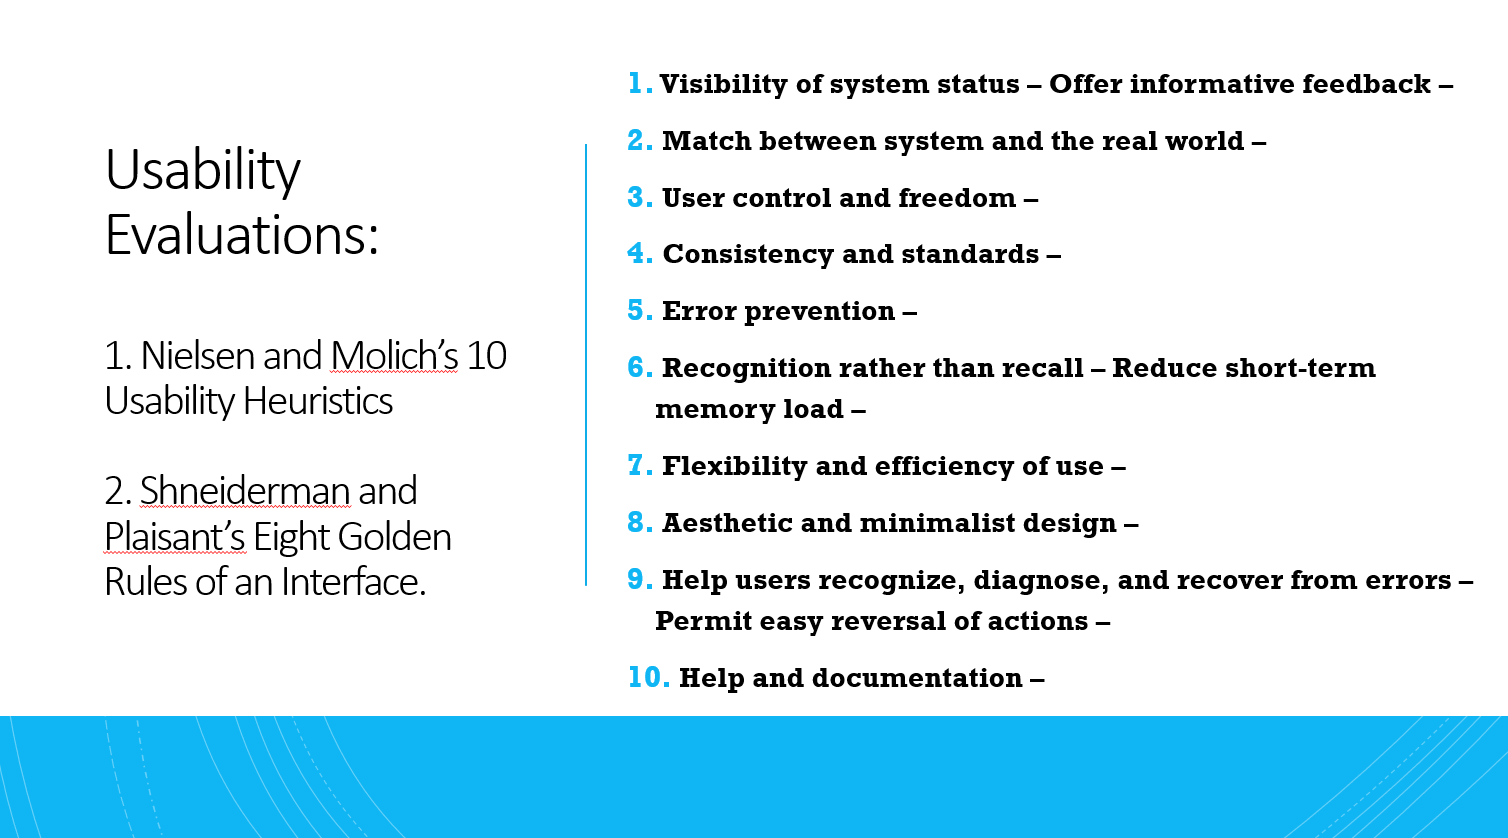 Usability
Evaluations:
1. Nielsen and Molich’s 10
Usability Heuristics
2. Shneiderman and
Plaisant’s Eight Golden
Rules of an Interface.
1. Visibility of system status – Offer informative feedback –
2. Match between system and the real world –
3. User control and freedom –
4. Consistency and standards –
5. Error prevention –
6. Recognition rather than recall – Reduce short-term
memory load –
7. Flexibility and efficiency of use –
8. Aesthetic and minimalist design –
9. Help users recognize, diagnose, and recover from errors –
Permit easy reversal of actions –
10. Help and documentation –